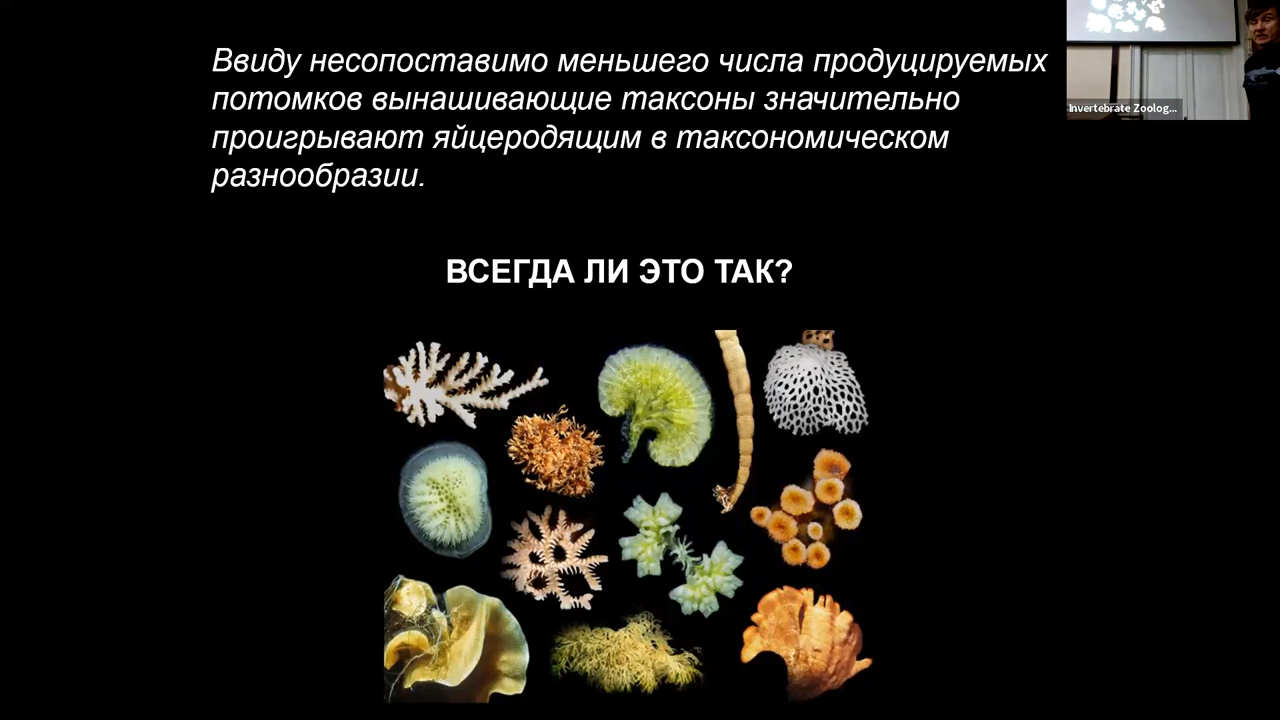 Ввиду несопоставимо меньшего числа продуцируемых
потомков вынашивающие таксоны значительно
проигрывают яйцеродящим в таксономическом
разнообразии.
Invertebrate Zoolog...
ВСЕГДА ЛИ ЭТО ТАК?